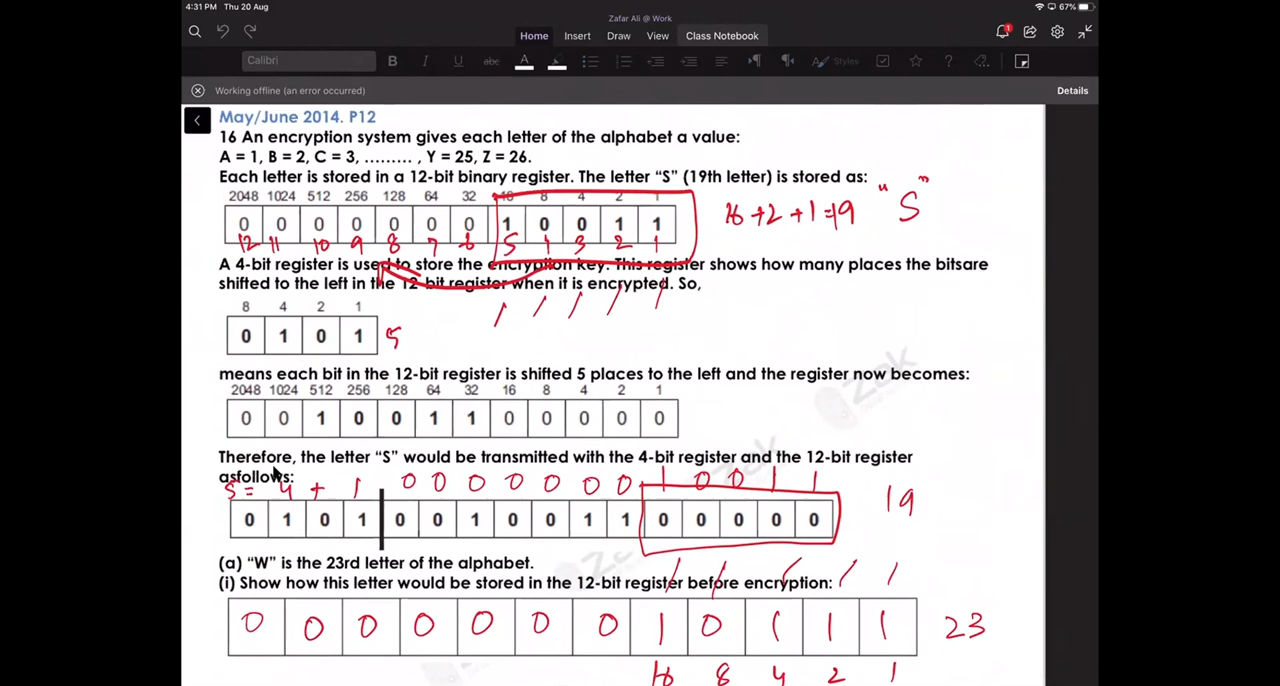 4:31 PM Thu 20 Aug
67%
Zafar Ali @ Work
Home Insert Draw View Class Notebook
1
Calibri B I U abc A Styles ?
Working offline (an error occurred) Details
May/June 2014. P12
16 An encryption system gives each letter of the alphabet a value:
A = 1, B = 2, C = 3, ......... , Y = 25, Z = 26.
Each letter is stored in a 12-bit binary register. The letter “S” (19th letter) is stored as:
2048 1024 512 256 128 64 32 16 8 4 2 1
0 0 0 0 0 0 0 1 0 0 1 1
16 + 2 + 1 = 19 "S"
12 11 10 9 8 7 6 5 4 3 2 1
A 4-bit register is used to store the encryption key. This register shows how many places the bitsare
shifted to the left in the 12-bit register when it is encrypted. So,
8 4 2 1
0 1 0 1 5
means each bit in the 12-bit register is shifted 5 places to the left and the register now becomes:
2048 1024 512 256 128 64 32 16 8 4 2 1
0 0 1 0 0 1 1 0 0 0 0 0
Therefore, the letter “S” would be transmitted with the 4-bit register and the 12-bit register
asfollows:
5 = 4 + 1 0 0 0 0 0 0 0 1 0 0 1 1 19
0 1 0 1 0 0 1 0 0 1 1 0 0 0 0 0
(a) “W” is the 23rd letter of the alphabet.
(i) Show how this letter would be stored in the 12-bit register before encryption:
0 0 0 0 0 0 0 1 0 1 1 1 23
16 8 4 2 1
Zak